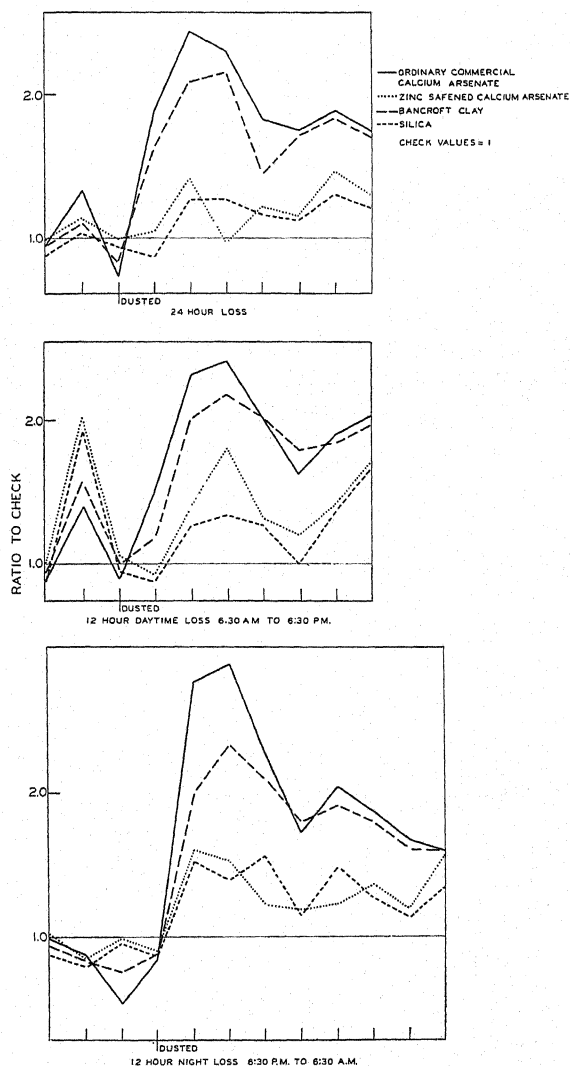 2.0
1.0
ORDINARY COMMERCIAL
CALCIUM ARSENATE
ZINC SAFENED CALCIUM ARSENATE
BANCROFT CLAY
SILICA
CHECK VALUES = 1
DUSTED
24 HOUR LOSS
RATIO TO CHECK
2.0
1.0
DUSTED
12 HOUR DAYTIME LOSS 6.30 AM TO 6:30 PM.
2.0
1.0
DUSTED
12 HOUR NIGHT LOSS 6:30 P.M. TO 6:30 A.M.